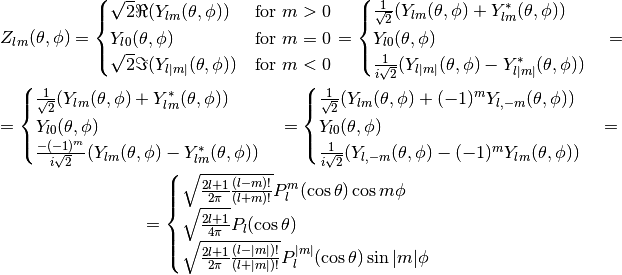 Z_{lm}(\theta,\phi) = \begin{cases} \sqrt{2}\Re(Y_{lm}(\theta,\phi)) & \text{for } m > 0 \\ Y_{l0}(\theta,\phi) & \text{for } m = 0 \\ \sqrt{2}\Im(Y_{l|m|}(\theta,\phi)) & \text{for } m < 0 \end{cases} = \begin{cases} \frac{1}{\sqrt{2}}(Y_{lm}(\theta,\phi) + Y_{lm}^*(\theta,\phi)) \\ Y_{l0}(\theta,\phi) \\ \frac{1}{i\sqrt{2}}(Y_{l|m|}(\theta,\phi) - Y_{l|m|}^*(\theta,\phi)) \end{cases} =
= \begin{cases} \frac{1}{\sqrt{2}}(Y_{lm}(\theta,\phi) + Y_{lm}^*(\theta,\phi)) \\ Y_{l0}(\theta,\phi) \\ \frac{-(-1)^m}{i\sqrt{2}}(Y_{lm}(\theta,\phi) - Y_{lm}^*(\theta,\phi)) \end{cases} = \begin{cases} \frac{1}{\sqrt{2}}(Y_{lm}(\theta,\phi) + (-1)^m Y_{l,-m}(\theta,\phi)) \\ Y_{l0}(\theta,\phi) \\ \frac{1}{i\sqrt{2}}(Y_{l,-m}(\theta,\phi) - (-1)^m Y_{lm}(\theta,\phi)) \end{cases} =
= \begin{cases} \sqrt{\frac{2l+1}{2\pi}\frac{(l-m)!}{(l+m)!}} P_l^m(\cos\theta) \cos m\phi \\ \sqrt{\frac{2l+1}{4\pi}} P_l(\cos\theta) \\ \sqrt{\frac{2l+1}{2\pi}\frac{(l-|m|)!}{(l+|m|)!}} P_l^{|m|}(\cos\theta) \sin |m|\phi \end{cases}